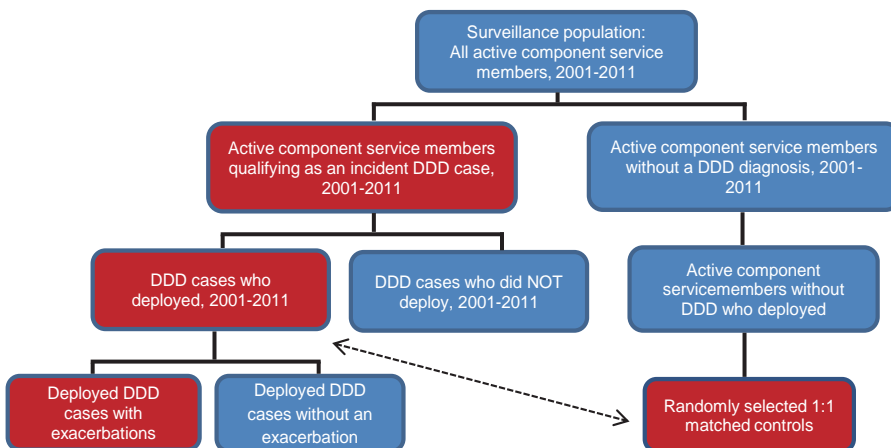 Surveillance population:
All active component service
members, 2001-2011
Active component service members
qualifying as an incident DDD case,
2001-2011
Active component service members
without a DDD diagnosis, 2001-
2011
DDD cases who
deployed, 2001-2011
DDD cases who did NOT
deploy, 2001-2011
Active component
servicemembers without
DDD who deployed
Deployed DDD
cases with
exacerbations
Deployed DDD
cases without an
exacerbation
Randomly selected 1:1
matched controls